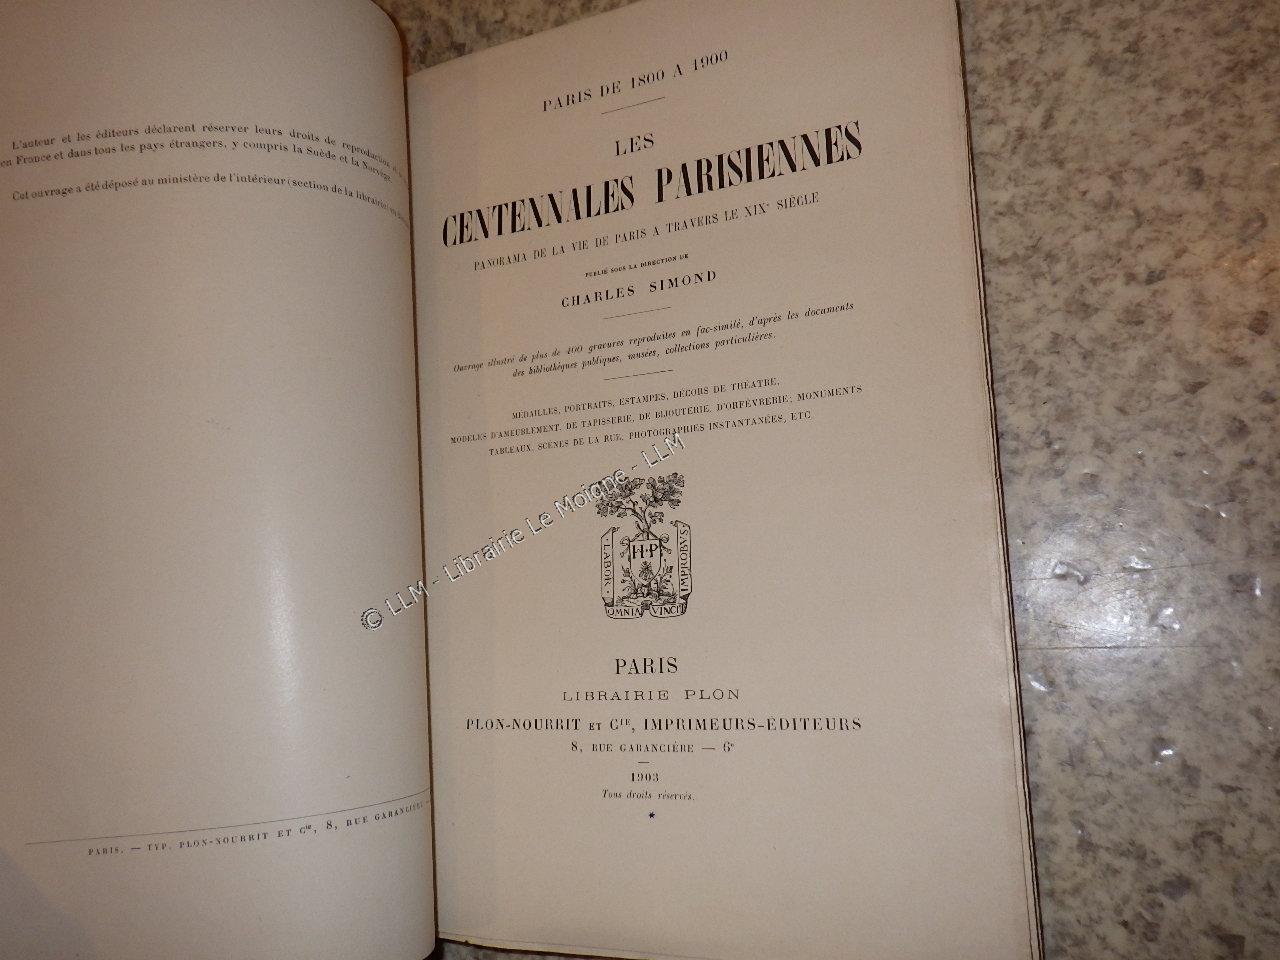 L'auteur et les éditeurs déclarent réserver leurs droits de reproduction
en France et dans tous les pays étrangers, y compris la Suède et la Norvège.
Cet ouvrage a été déposé au ministère de l'intérieur (section de la librairie)
PARIS. — TYP. PLON-NOURRIT ET Cie, 8, RUE GARANCIÈRE
PARIS DE 1800 A 1900
LES
CENTENNALES PARISIENNES
PANORAMA DE LA VIE DE PARIS A TRAVERS LE XIXe SIÈCLE
PUBLIÉ SOUS LA DIRECTION DE
CHARLES SIMOND
Ouvrage illustré de plus de 400 gravures reproduites en fac-similé, d'après les documents
des bibliothèques publiques, musées, collections particulières.
MÉDAILLES, PORTRAITS, ESTAMPES, DÉCORS DE THÉATRE,
MODÈLES D'AMEUBLEMENT, DE TAPISSERIE, DE BIJOUTERIE, D'ORFÈVRERIE; MONUMENTS
TABLEAUX, SCÈNES DE LA RUE, PHOTOGRAPHIES INSTANTANÉES, ETC
H·P
LABOR
IMPROBVS
OMNIA VINCIT
PARIS
LIBRAIRIE PLON
PLON-NOURRIT ET Cie, IMPRIMEURS-ÉDITEURS
8, RUE GARANCIÈRE — 6e
1903
Tous droits réservés.
© LLM - Librairie Le Moigne - LLM